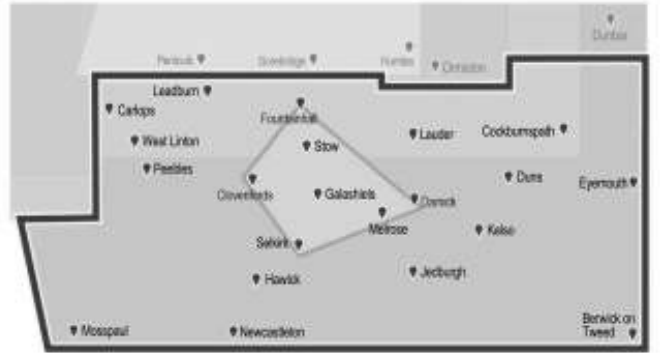 Dunbar
Penicuik
Gorebridge
Humbie
Ormiston
Leadburn
Carlops
Fountainhall
West Linton
Stow
Lauder
Cockburnspath
Peebles
Clovenfords
Galashiels
Darnick
Duns
Eyemouth
Melrose
Kelso
Selkirk
Hawick
Jedburgh
Mosspaul
Newcastleton
Berwick on
Tweed